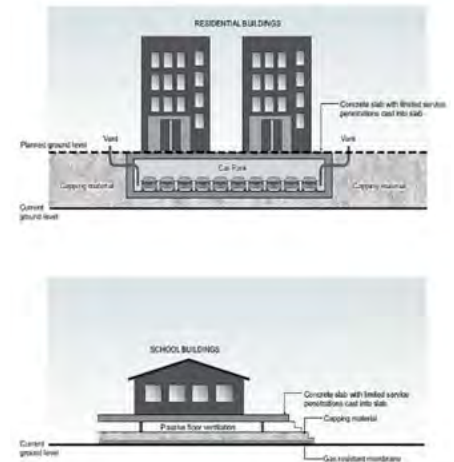 RESIDENTIAL BUILDINGS
Concrete slab with limited service
penetrations cast into slab
Vent
Vent
Planned ground level
Car Park
Capping material
Capping material
Current
ground level
SCHOOL BUILDINGS
Concrete slab with limited service
penetrations cast into slab
Capping material
Passive floor ventilation
Current
ground level
Gas resistant membrane